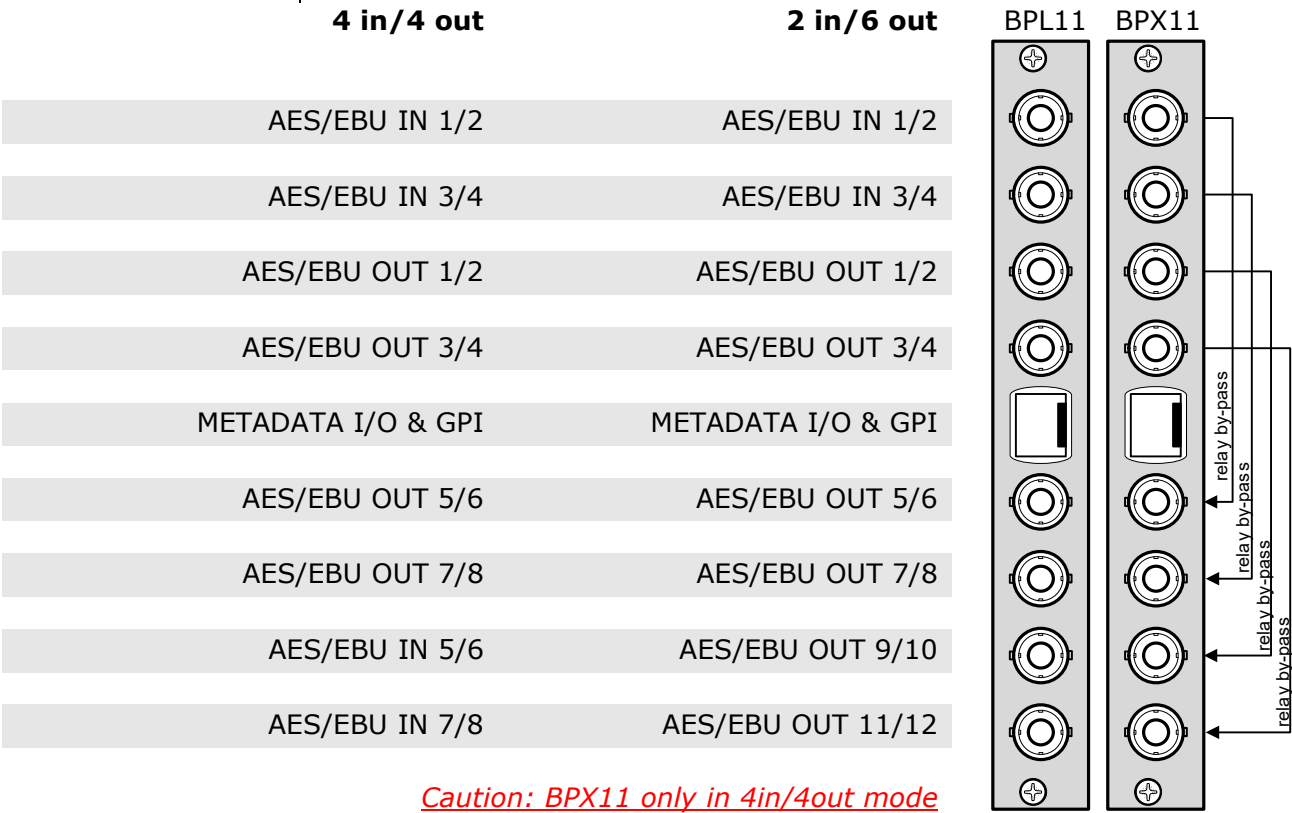 4 in/4 out 2 in/6 out BPL11 BPX11
AES/EBU IN 1/2 AES/EBU IN 1/2
AES/EBU IN 3/4 AES/EBU IN 3/4
AES/EBU OUT 1/2 AES/EBU OUT 1/2
AES/EBU OUT 3/4 AES/EBU OUT 3/4
METADATA I/O & GPI METADATA I/O & GPI
AES/EBU OUT 5/6 AES/EBU OUT 5/6
AES/EBU OUT 7/8 AES/EBU OUT 7/8
AES/EBU IN 5/6 AES/EBU OUT 9/10
AES/EBU IN 7/8 AES/EBU OUT 11/12
relay by-pass
relay by-pass
relay by-pass
relay by-pass
Caution: BPX11 only in 4in/4out mode